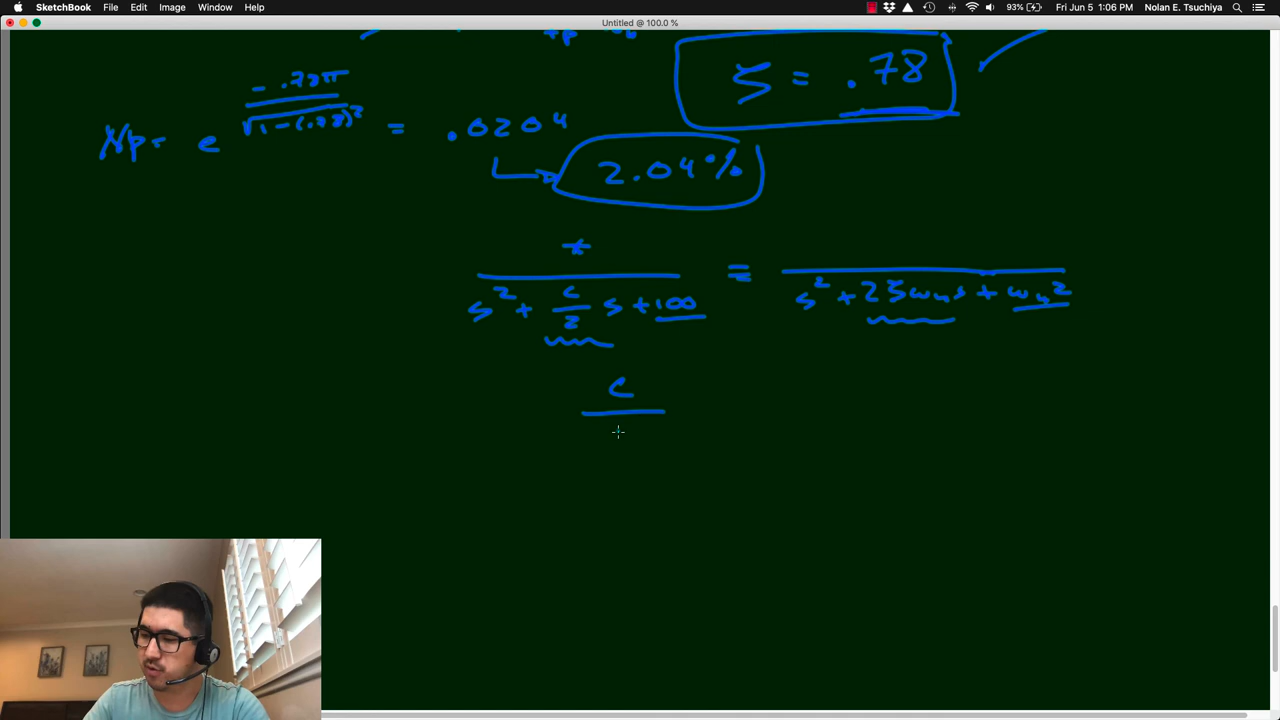 SketchBook File Edit Image Window Help 93% Fri Jun 5 1:06 PM Nolan E. Tsuchiya
Untitled @ 100.0 %
ζ = .78
Mp = e^(-.78π / √(1-(.78)²)) = .0204
2.04%
* / (s² + c/2 s + 100) = / (s² + 2ζωₙs + ωₙ²)
c